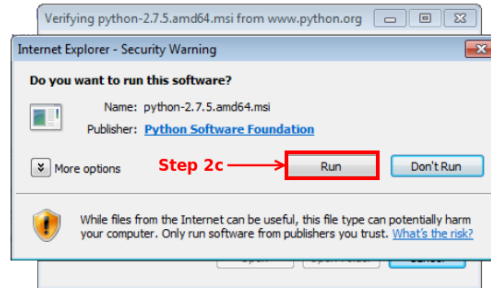 Verifying python-2.7.5.amd64.msi from www.python.org
Internet Explorer - Security Warning
Do you want to run this software?
Name: python-2.7.5.amd64.msi
Publisher: Python Software Foundation
More options
Step 2c
Run
Don't Run
While files from the Internet can be useful, this file type can potentially harm
your computer. Only run software from publishers you trust. What's the risk?